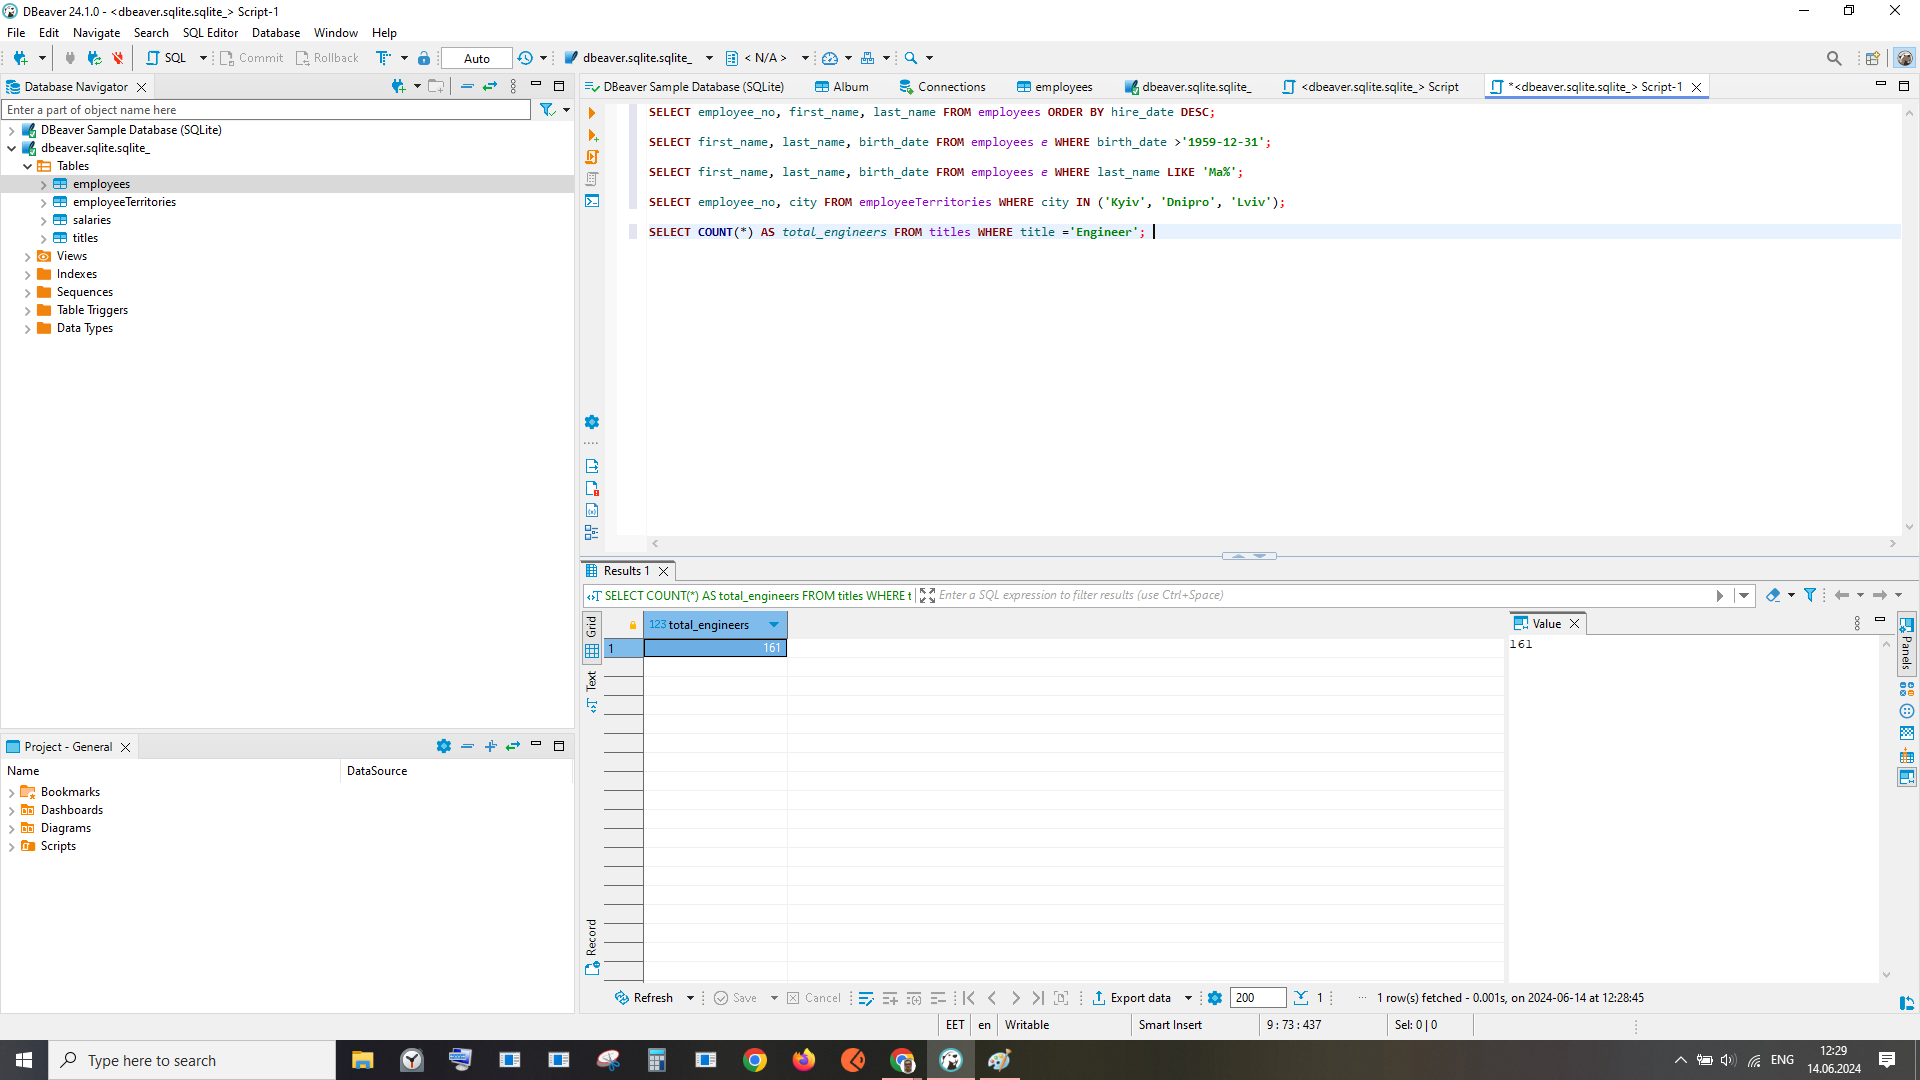 DBeaver 24.1.0 - <dbeaver.sqlite.sqlite_> Script-1
File Edit Navigate Search SQL Editor Database Window Help
SQL Commit Rollback Auto dbeaver.sqlite.sqlite_ < N/A >
Database Navigator
Enter a part of object name here
DBeaver Sample Database (SQLite)
dbeaver.sqlite.sqlite_
Tables
employees
employeeTerritories
salaries
titles
Views
Indexes
Sequences
Table Triggers
Data Types
DBeaver Sample Database (SQLite) Album Connections employees dbeaver.sqlite.sqlite_ <dbeaver.sqlite.sqlite_> Script *<dbeaver.sqlite.sqlite_> Script-1
SELECT employee_no, first_name, last_name FROM employees ORDER BY hire_date DESC;
SELECT first_name, last_name, birth_date FROM employees e WHERE birth_date >'1959-12-31';
SELECT first_name, last_name, birth_date FROM employees e WHERE last_name LIKE 'Ma%';
SELECT employee_no, city FROM employeeTerritories WHERE city IN ('Kyiv', 'Dnipro', 'Lviv');
SELECT COUNT(*) AS total_engineers FROM titles WHERE title ='Engineer';
Results 1
SELECT COUNT(*) AS total_engineers FROM titles WHERE t
Enter a SQL expression to filter results (use Ctrl+Space)
Grid
Text
Record
123 total_engineers
1 161
Value
161
Panels
Refresh Save Cancel Export data 200 1 1 row(s) fetched - 0.001s, on 2024-06-14 at 12:28:45
Project - General
Name DataSource
Bookmarks
Dashboards
Diagrams
Scripts
EET en Writable Smart Insert 9 : 73 : 437 Sel: 0 | 0
Type here to search
ENG
12:29
14.06.2024